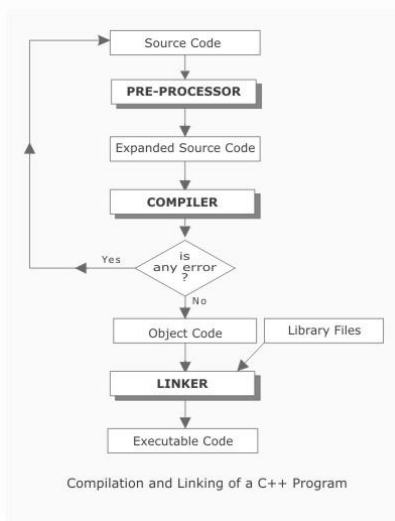 Source Code
PRE-PROCESSOR
Expanded Source Code
COMPILER
is
any error
?
Yes
No
Object Code
Library Files
LINKER
Executable Code
Compilation and Linking of a C++ Program